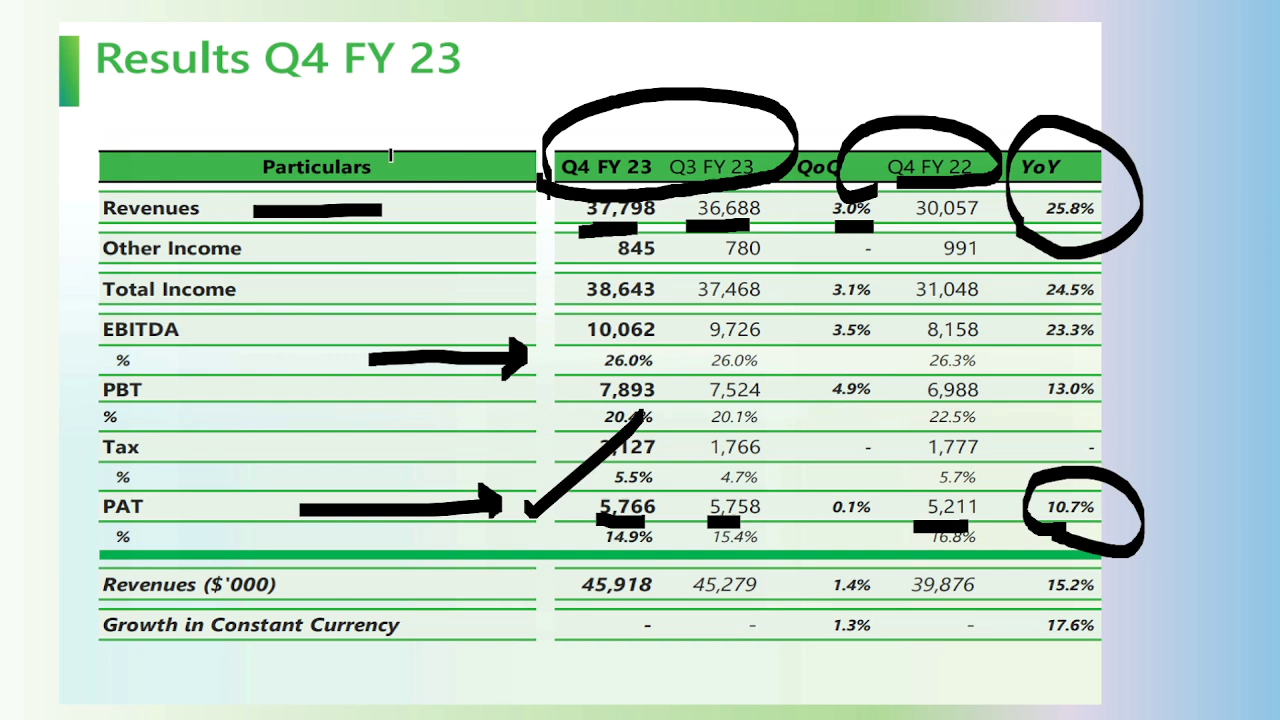 Results Q4 FY 23
Particulars Q4 FY 23 Q3 FY 23 QoQ Q4 FY 22 YoY
Revenues 37,798 36,688 3.0% 30,057 25.8%
Other Income 845 780 - 991
Total Income 38,643 37,468 3.1% 31,048 24.5%
EBITDA 10,062 9,726 3.5% 8,158 23.3%
% 26.0% 26.0% 26.3%
PBT 7,893 7,524 4.9% 6,988 13.0%
% 20.1% 22.5%
Tax 1,766 - 1,777 -
% 5.5% 4.7% 5.7%
PAT 5,766 5,758 0.1% 5,211 10.7%
% 14.9% 15.4% 16.8%
Revenues ($'000) 45,918 45,279 1.4% 39,876 15.2%
Growth in Constant Currency - - 1.3% - 17.6%